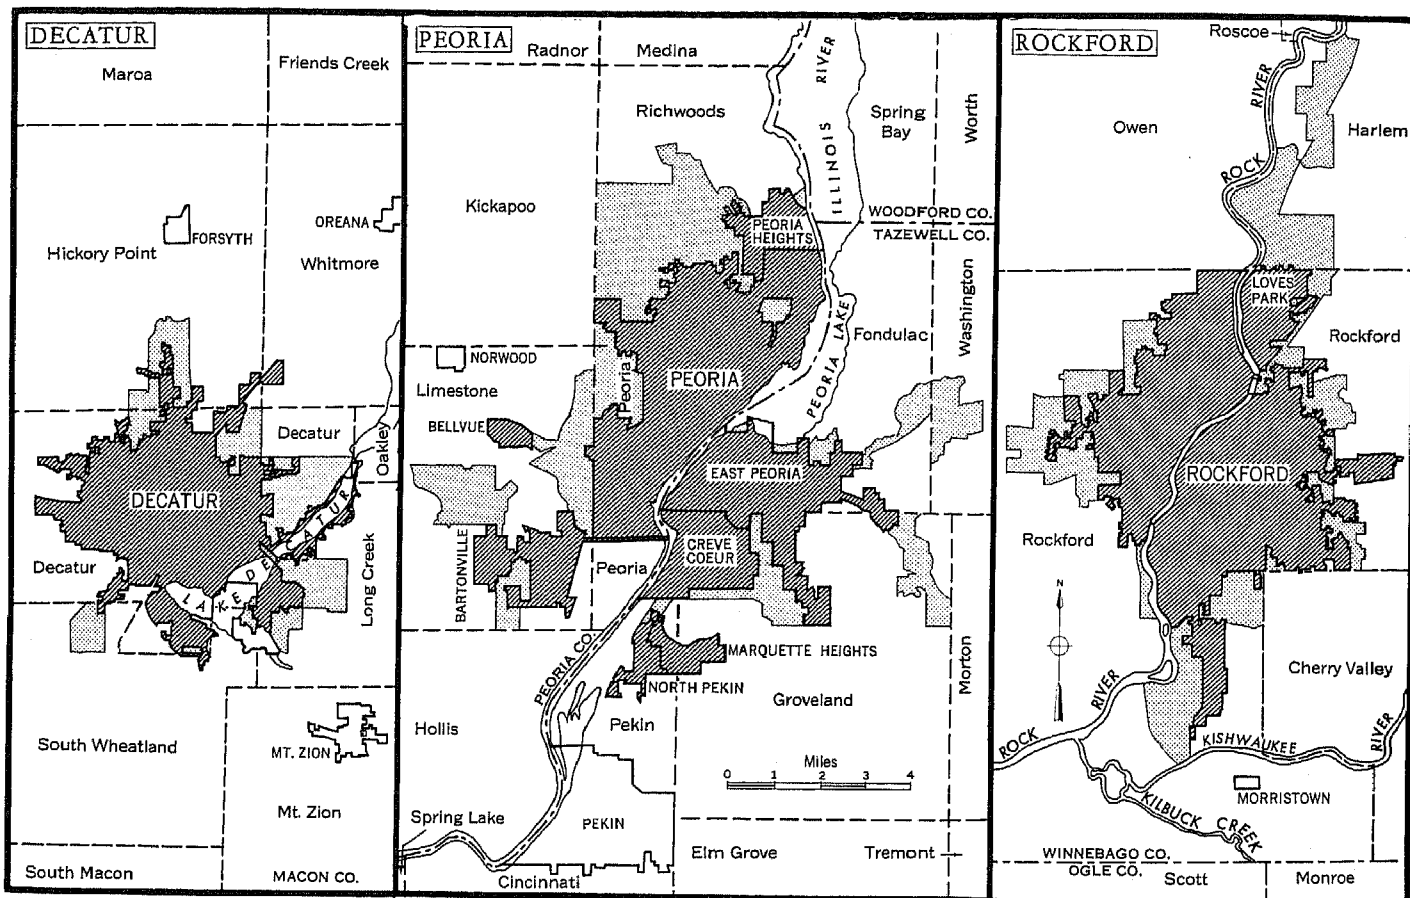 DECATUR
Maroa
Friends Creek
Hickory Point
FORSYTH
OREANA
Whitmore
Decatur
Oakley
DECATUR
LAKE DECATUR
Decatur
Long Creek
South Wheatland
MT. ZION
Mt. Zion
South Macon
MACON CO.
PEORIA
Radnor
Medina
Richwoods
ILLINOIS RIVER
Spring
Bay
Worth
Kickapoo
WOODFORD CO.
TAZEWELL CO.
PEORIA
HEIGHTS
Washington
NORWOOD
Limestone
Peoria
PEORIA
PEORIA LAKE
Fondulac
BELLVUE
EAST PEORIA
BARTONVILLE
CREVE
COEUR
Peoria
PEORIA CO.
MARQUETTE HEIGHTS
NORTH PEKIN
Morton
Groveland
Hollis
Pekin
Miles
0 1 2 3 4
Spring Lake
PEKIN
Elm Grove
Tremont
Cincinnati
ROCKFORD
Roscoe
ROCK RIVER
Owen
Harlem
LOVES
PARK
Rockford
ROCKFORD
Rockford
N
Cherry Valley
ROCK RIVER
KISHWAUKEE RIVER
MORRISTOWN
KILBUCK CREEK
WINNEBAGO CO.
OGLE CO.
Scott
Monroe